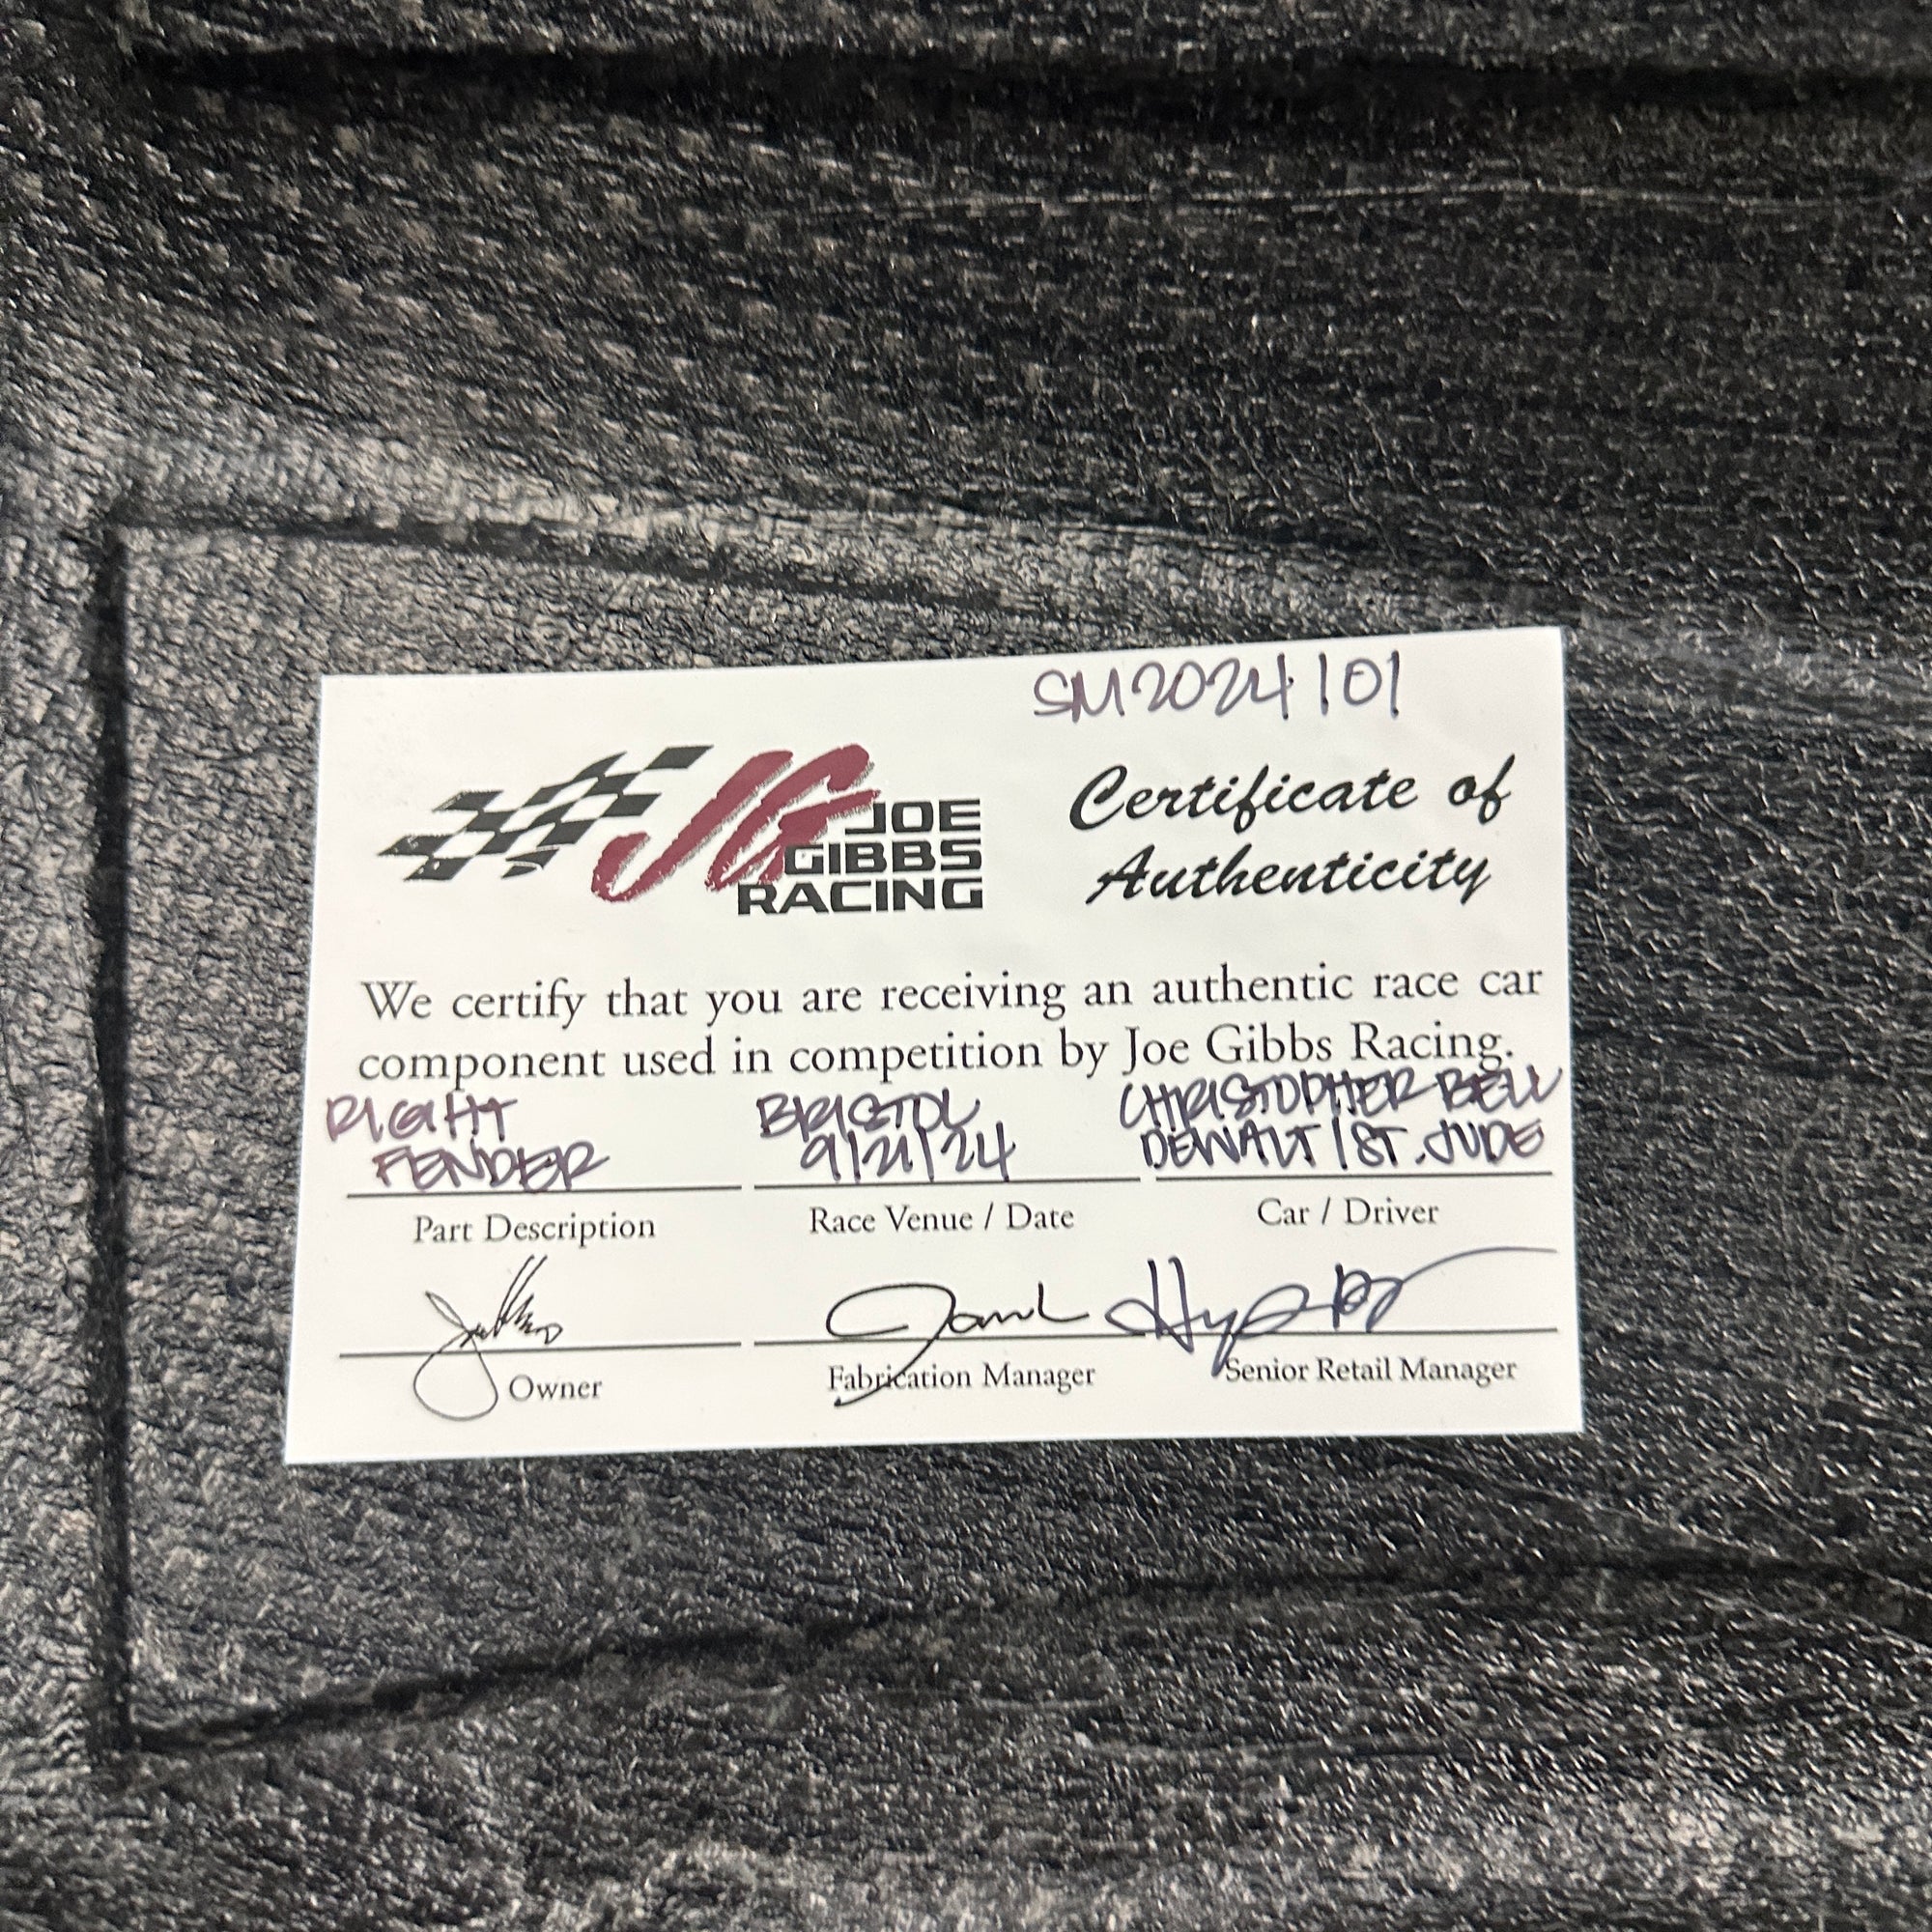 SM2024101
JG JOE
GIBBS
RACING
Certificate of
Authenticity
We certify that you are receiving an authentic race car
component used in competition by Joe Gibbs Racing.
RIGHT
FENDER
Part Description
BRISTOL
9/21/24
Race Venue / Date
CHRISTOPHER BELL
DEWALT / ST. JUDE
Car / Driver
Owner
Fabrication Manager
Senior Retail Manager